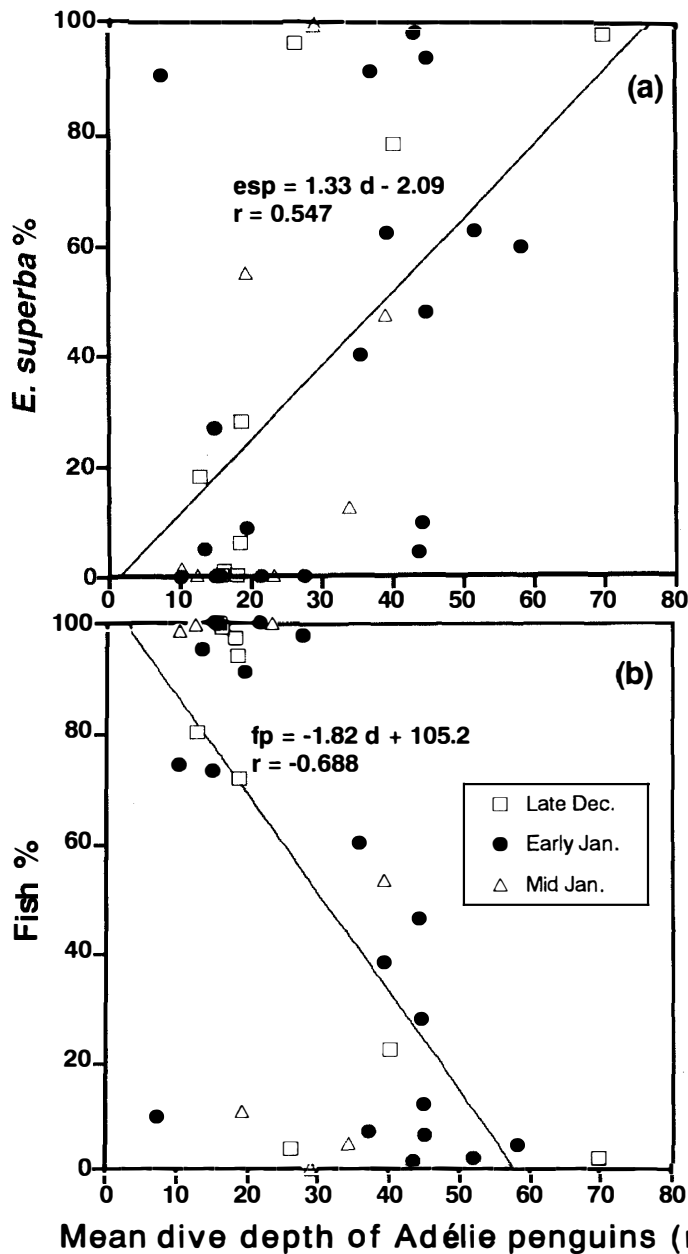 100
80
60
40
20
0
E. superba %
(a)
esp = 1.33 d - 2.09
r = 0.547
0 10 20 30 40 50 60 70 80
100
80
60
40
20
0
Fish %
(b)
fp = -1.82 d + 105.2
r = -0.688
Late Dec.
Early Jan.
Mid Jan.
0 10 20 30 40 50 60 70 80
Mean dive depth of Adélie penguins (